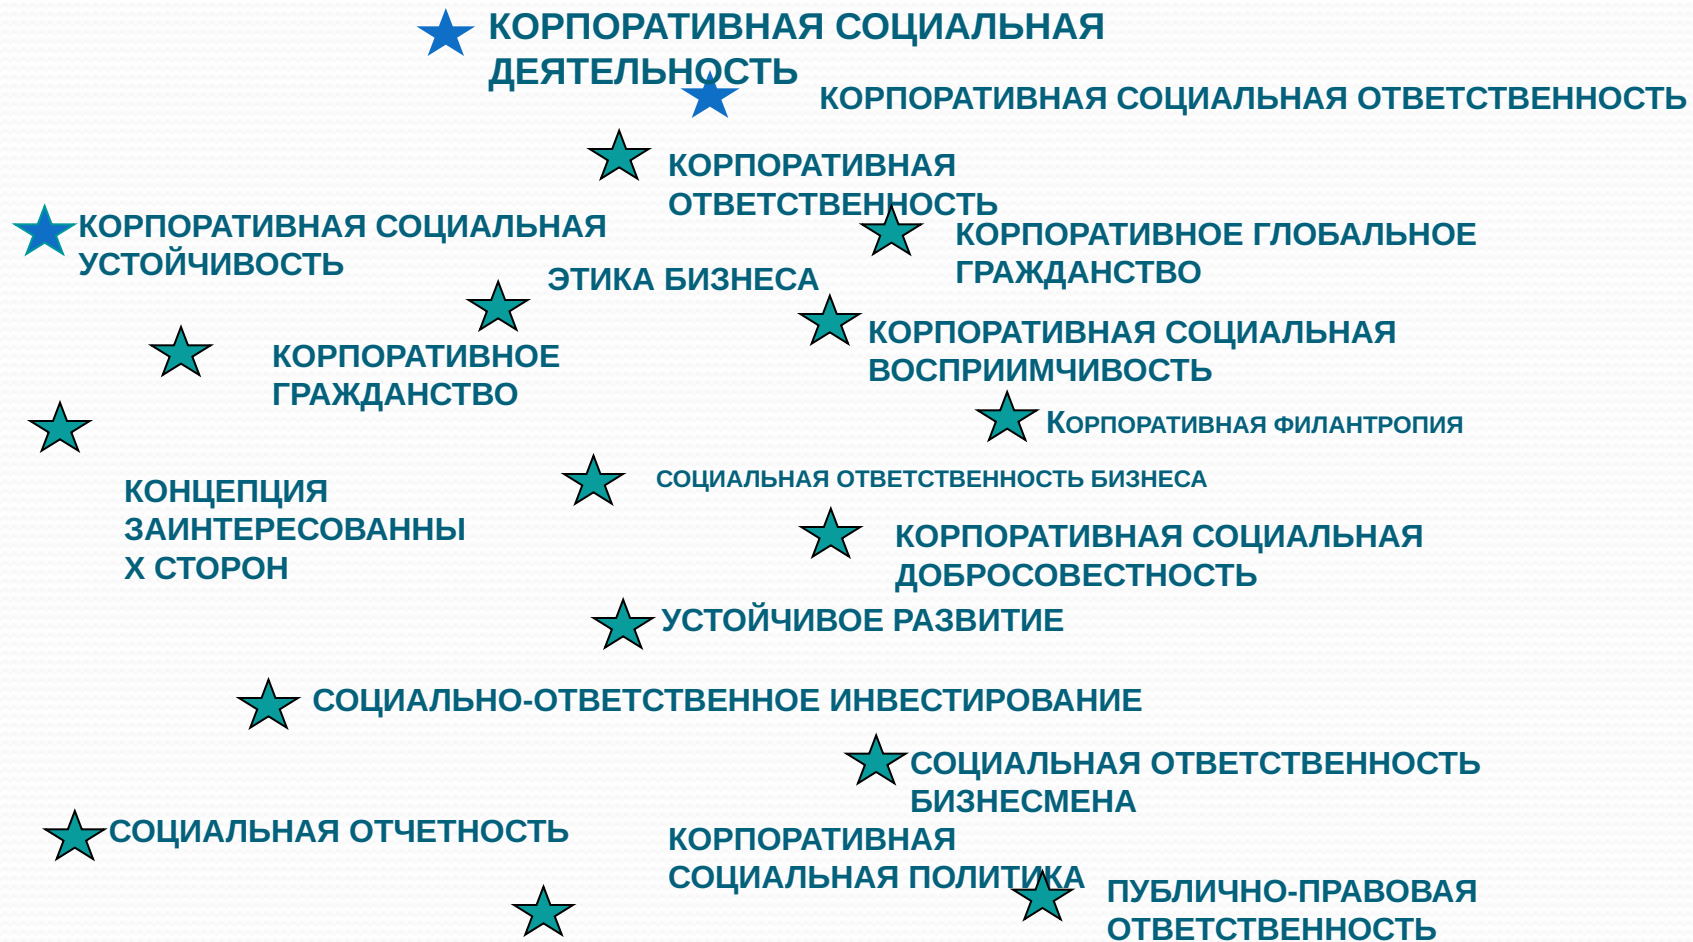 КОРПОРАТИВНАЯ СОЦИАЛЬНАЯ
ДЕЯТЕЛЬНОСТЬ
КОРПОРАТИВНАЯ СОЦИАЛЬНАЯ ОТВЕТСТВЕННОСТЬ
КОРПОРАТИВНАЯ
ОТВЕТСТВЕННОСТЬ
КОРПОРАТИВНАЯ СОЦИАЛЬНАЯ
УСТОЙЧИВОСТЬ
КОРПОРАТИВНОЕ ГЛОБАЛЬНОЕ
ГРАЖДАНСТВО
ЭТИКА БИЗНЕСА
КОРПОРАТИВНАЯ СОЦИАЛЬНАЯ
ВОСПРИИМЧИВОСТЬ
КОРПОРАТИВНОЕ
ГРАЖДАНСТВО
КОРПОРАТИВНАЯ ФИЛАНТРОПИЯ
СОЦИАЛЬНАЯ ОТВЕТСТВЕННОСТЬ БИЗНЕСА
КОНЦЕПЦИЯ
ЗАИНТЕРЕСОВАННЫ
Х СТОРОН
КОРПОРАТИВНАЯ СОЦИАЛЬНАЯ
ДОБРОСОВЕСТНОСТЬ
УСТОЙЧИВОЕ РАЗВИТИЕ
СОЦИАЛЬНО-ОТВЕТСТВЕННОЕ ИНВЕСТИРОВАНИЕ
СОЦИАЛЬНАЯ ОТВЕТСТВЕННОСТЬ
БИЗНЕСМЕНА
СОЦИАЛЬНАЯ ОТЧЕТНОСТЬ
КОРПОРАТИВНАЯ
СОЦИАЛЬНАЯ ПОЛИТИКА
ПУБЛИЧНО-ПРАВОВАЯ
ОТВЕТСТВЕННОСТЬ